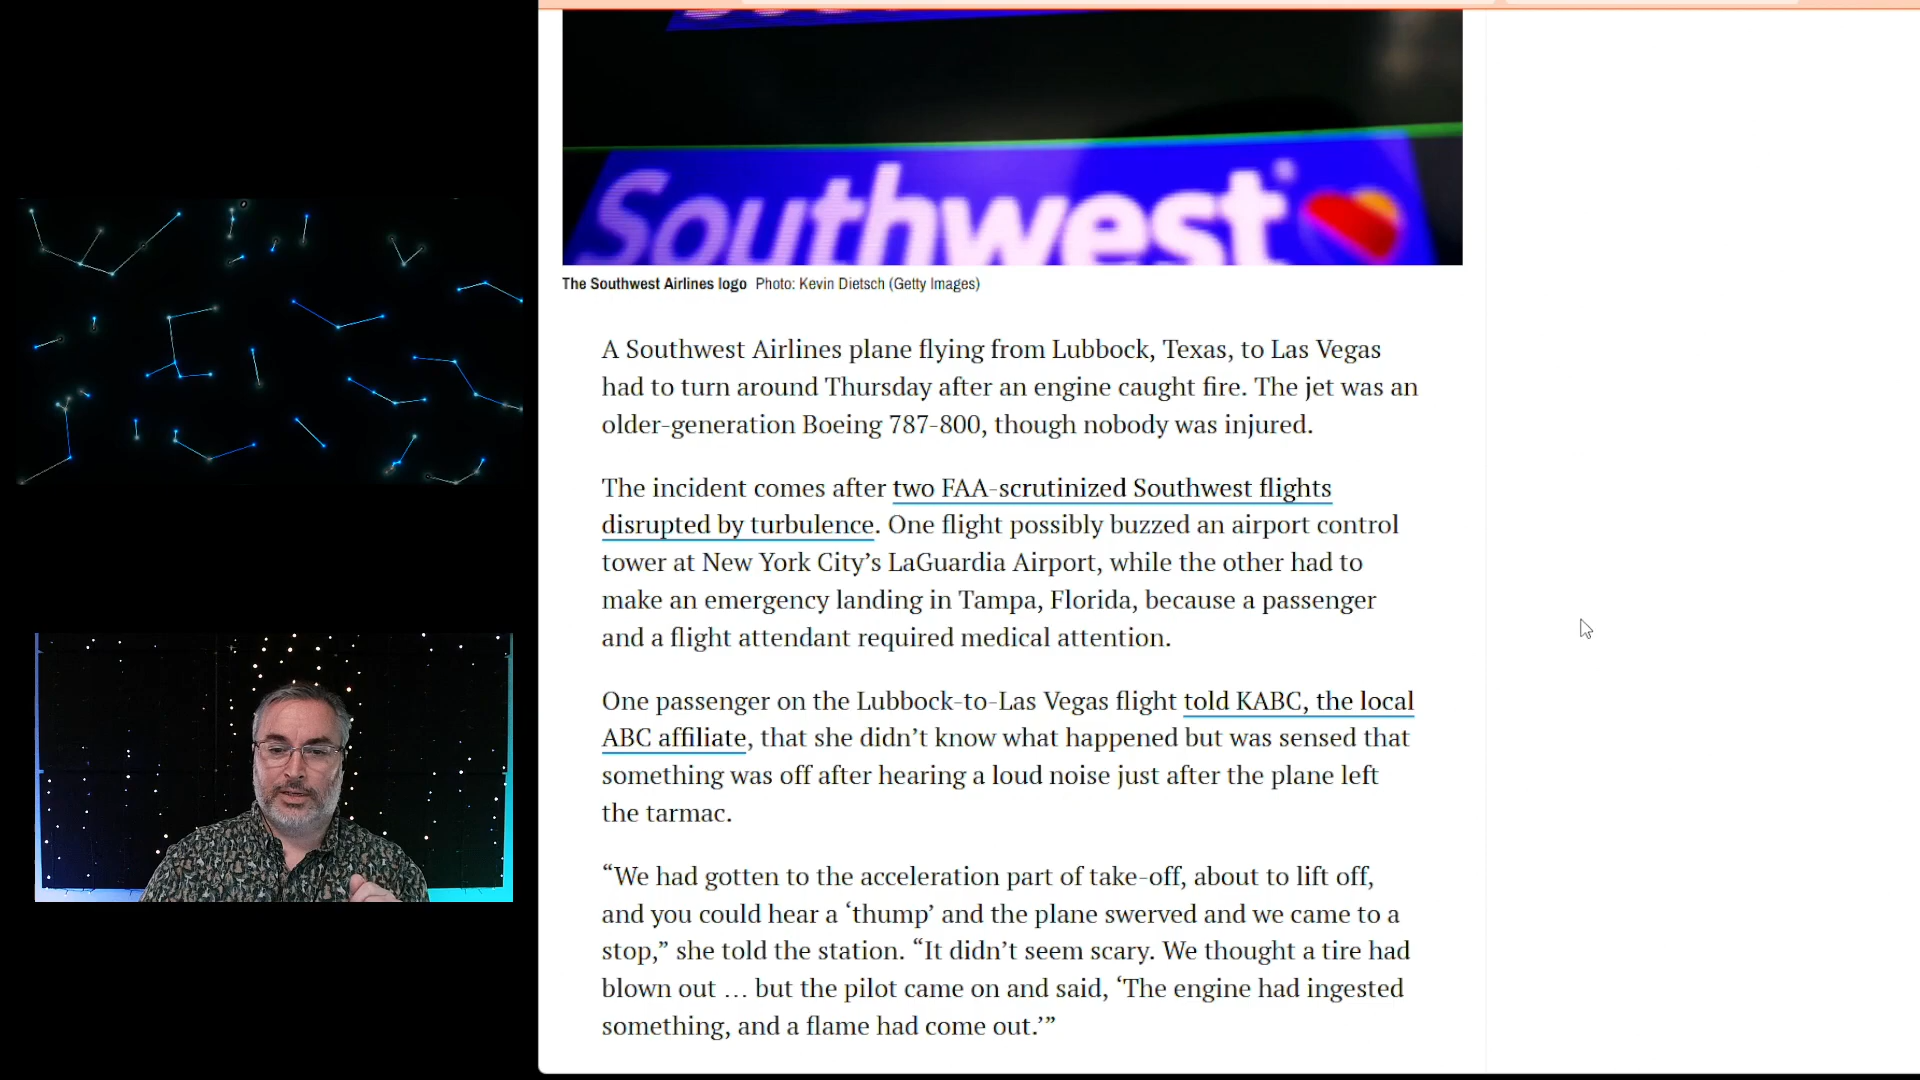 Southwest
The Southwest Airlines logo Photo: Kevin Dietsch (Getty Images)
A Southwest Airlines plane flying from Lubbock, Texas, to Las Vegas
had to turn around Thursday after an engine caught fire. The jet was an
older-generation Boeing 787-800, though nobody was injured.
The incident comes after two FAA-scrutinized Southwest flights
disrupted by turbulence. One flight possibly buzzed an airport control
tower at New York City’s LaGuardia Airport, while the other had to
make an emergency landing in Tampa, Florida, because a passenger
and a flight attendant required medical attention.
One passenger on the Lubbock-to-Las Vegas flight told KABC, the local
ABC affiliate, that she didn’t know what happened but was sensed that
something was off after hearing a loud noise just after the plane left
the tarmac.
“We had gotten to the acceleration part of take-off, about to lift off,
and you could hear a ‘thump’ and the plane swerved and we came to a
stop,” she told the station. “It didn’t seem scary. We thought a tire had
blown out … but the pilot came on and said, ‘The engine had ingested
something, and a flame had come out.’”